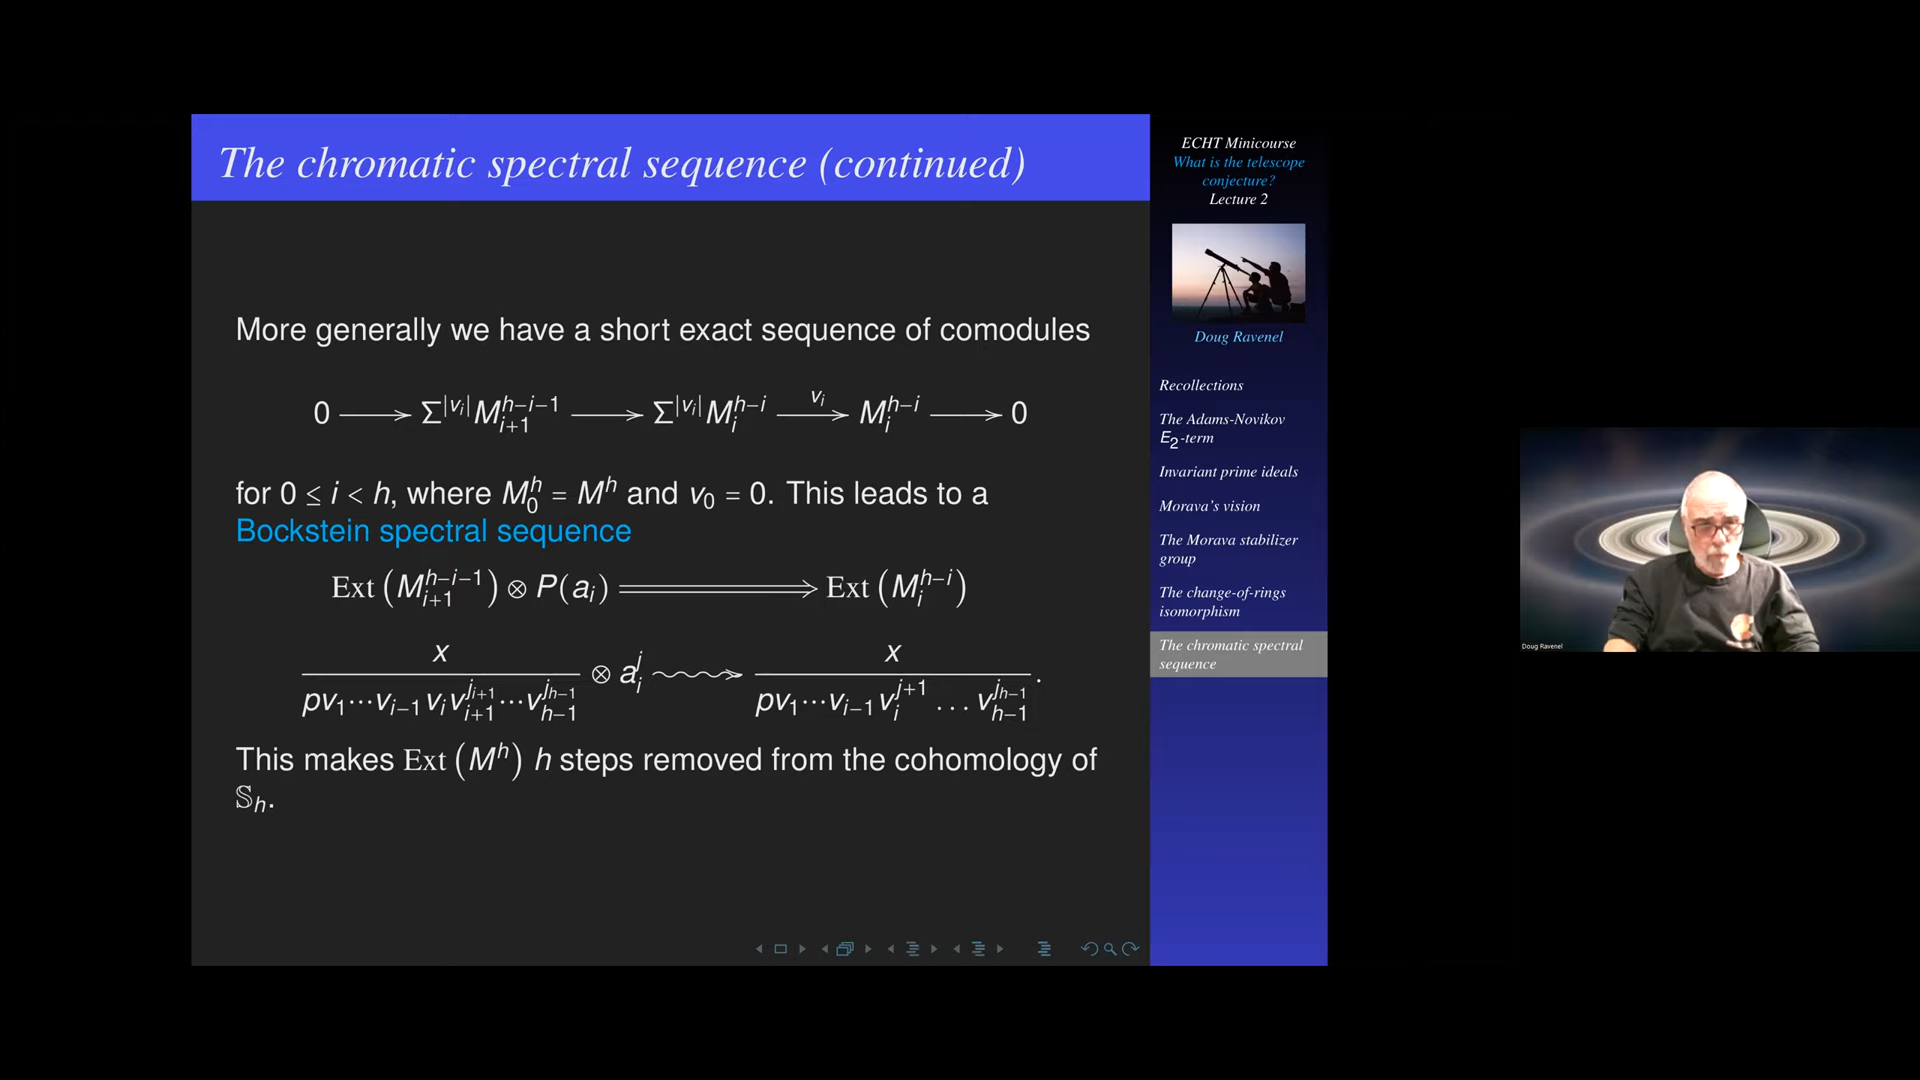 The chromatic spectral sequence (continued)
More generally we have a short exact sequence of comodules
0 ⟶ Σ^{|v_i|} M_{i+1}^{h−i−1} ⟶ Σ^{|v_i|} M_i^{h−i} \xrightarrow{v_i} M_i^{h−i} ⟶ 0
for 0 ≤ i < h, where M_0^h = M^h and v_0 = 0. This leads to a
Bockstein spectral sequence
Ext (M_{i+1}^{h−i−1}) ⊗ P(a_i) ⟹ Ext (M_i^{h−i})
\frac{x}{pv_1⋯v_{i−1} v_i v_{i+1}^{j_{i+1}}⋯v_{h−1}^{j_{h−1}}} ⊗ a_i^j ⇝ \frac{x}{pv_1⋯v_{i−1} v_i^{j+1} … v_{h−1}^{j_{h−1}}}.
This makes Ext (M^h) h steps removed from the cohomology of
𝕊_h.
ECHT Minicourse
What is the telescope
conjecture?
Lecture 2
Doug Ravenel
Recollections
The Adams-Novikov
E_2-term
Invariant prime ideals
Morava's vision
The Morava stabilizer
group
The change-of-rings
isomorphism
The chromatic spectral
sequence
Doug Ravenel